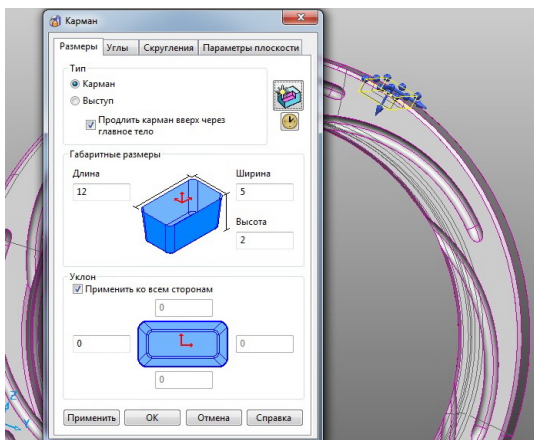 Карман
Размеры Углы Скругления Параметры плоскости
Тип
Карман
Выступ
Продлить карман вверх через
главное тело
Габаритные размеры
Длина Ширина
12 5
Высота
2
Уклон
Применить ко всем сторонам
0
0 0
0
Применить ОК Отмена Справка
Z